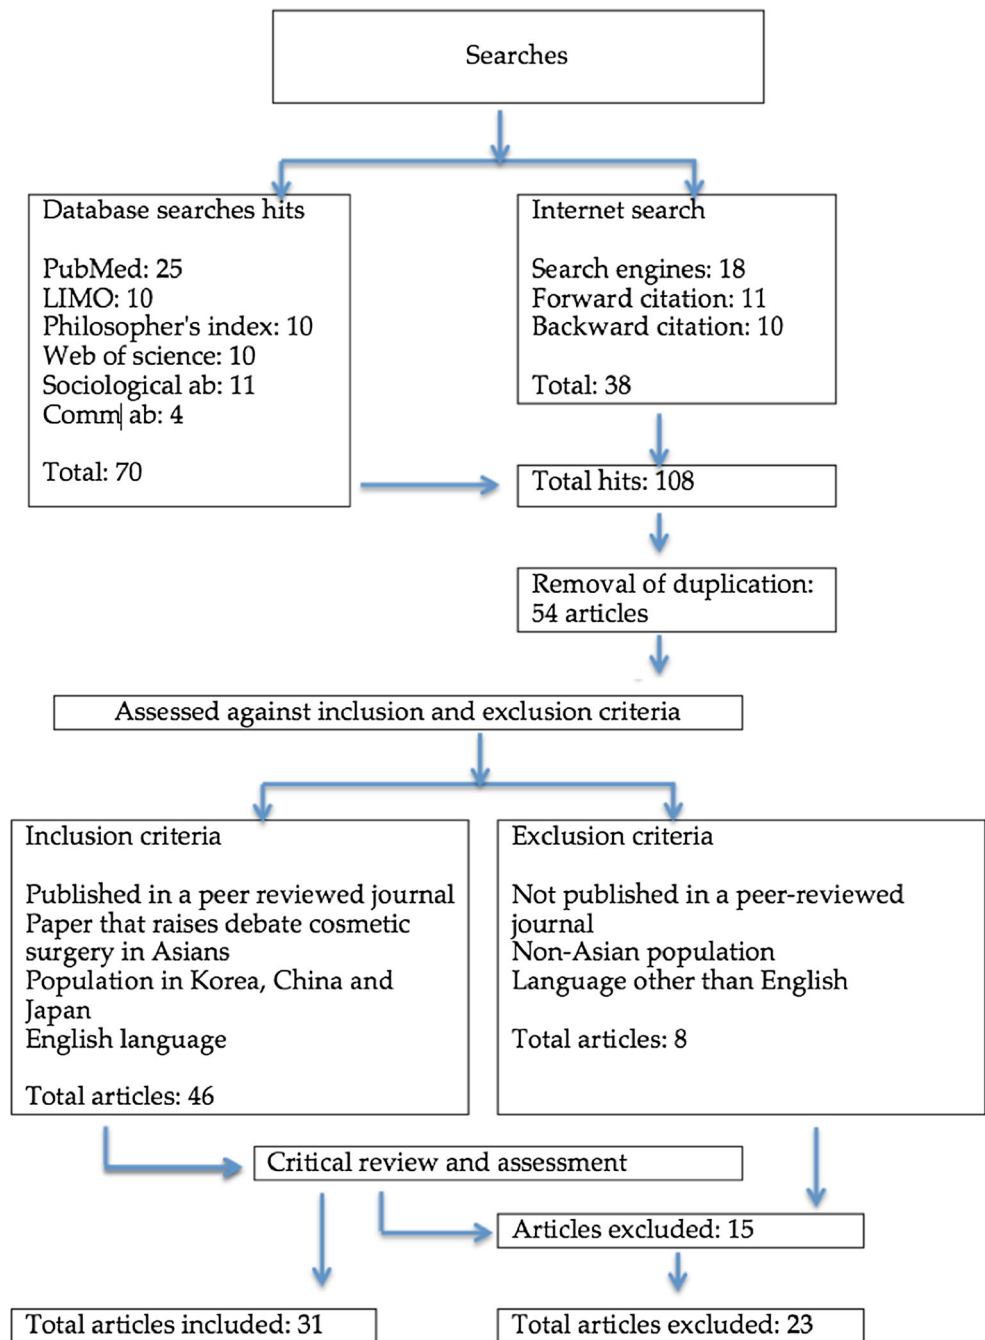 Searches
Database searches hits
PubMed: 25
LIMO: 10
Philosopher's index: 10
Web of science: 10
Sociological ab: 11
Comm ab: 4
Total: 70
Internet search
Search engines: 18
Forward citation: 11
Backward citation: 10
Total: 38
Total hits: 108
Removal of duplication:
54 articles
Assessed against inclusion and exclusion criteria
Inclusion criteria
Published in a peer reviewed journal
Paper that raises debate cosmetic
surgery in Asians
Population in Korea, China and
Japan
English language
Total articles: 46
Exclusion criteria
Not published in a peer-reviewed
journal
Non-Asian population
Language other than English
Total articles: 8
Critical review and assessment
Articles excluded: 15
Total articles included: 31
Total articles excluded: 23